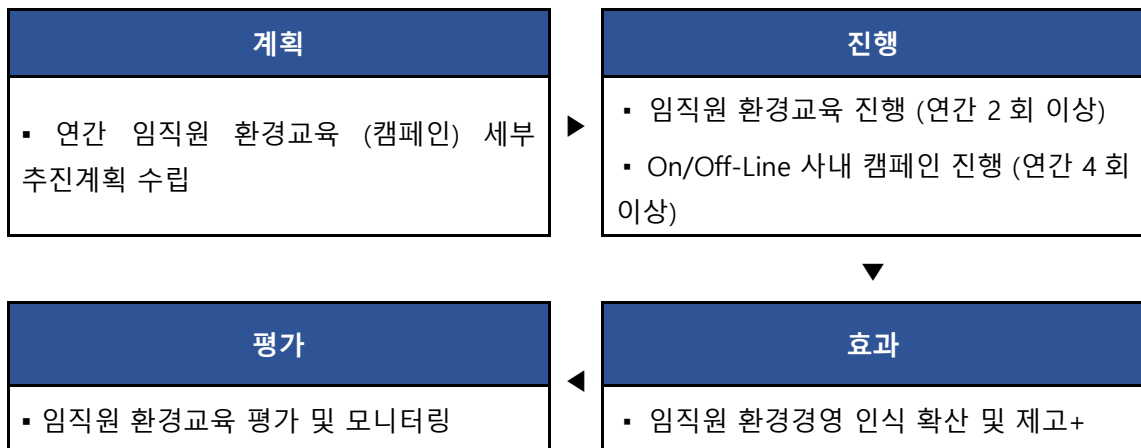 계획
▪ 연간 임직원 환경교육 (캠페인) 세부
추진계획 수립
▶
진행
▪ 임직원 환경교육 진행 (연간 2 회 이상)
▪ On/Off-Line 사내 캠페인 진행 (연간 4 회
이상)
▼
효과
▪ 임직원 환경경영 인식 확산 및 제고+
◀
평가
▪ 임직원 환경교육 평가 및 모니터링